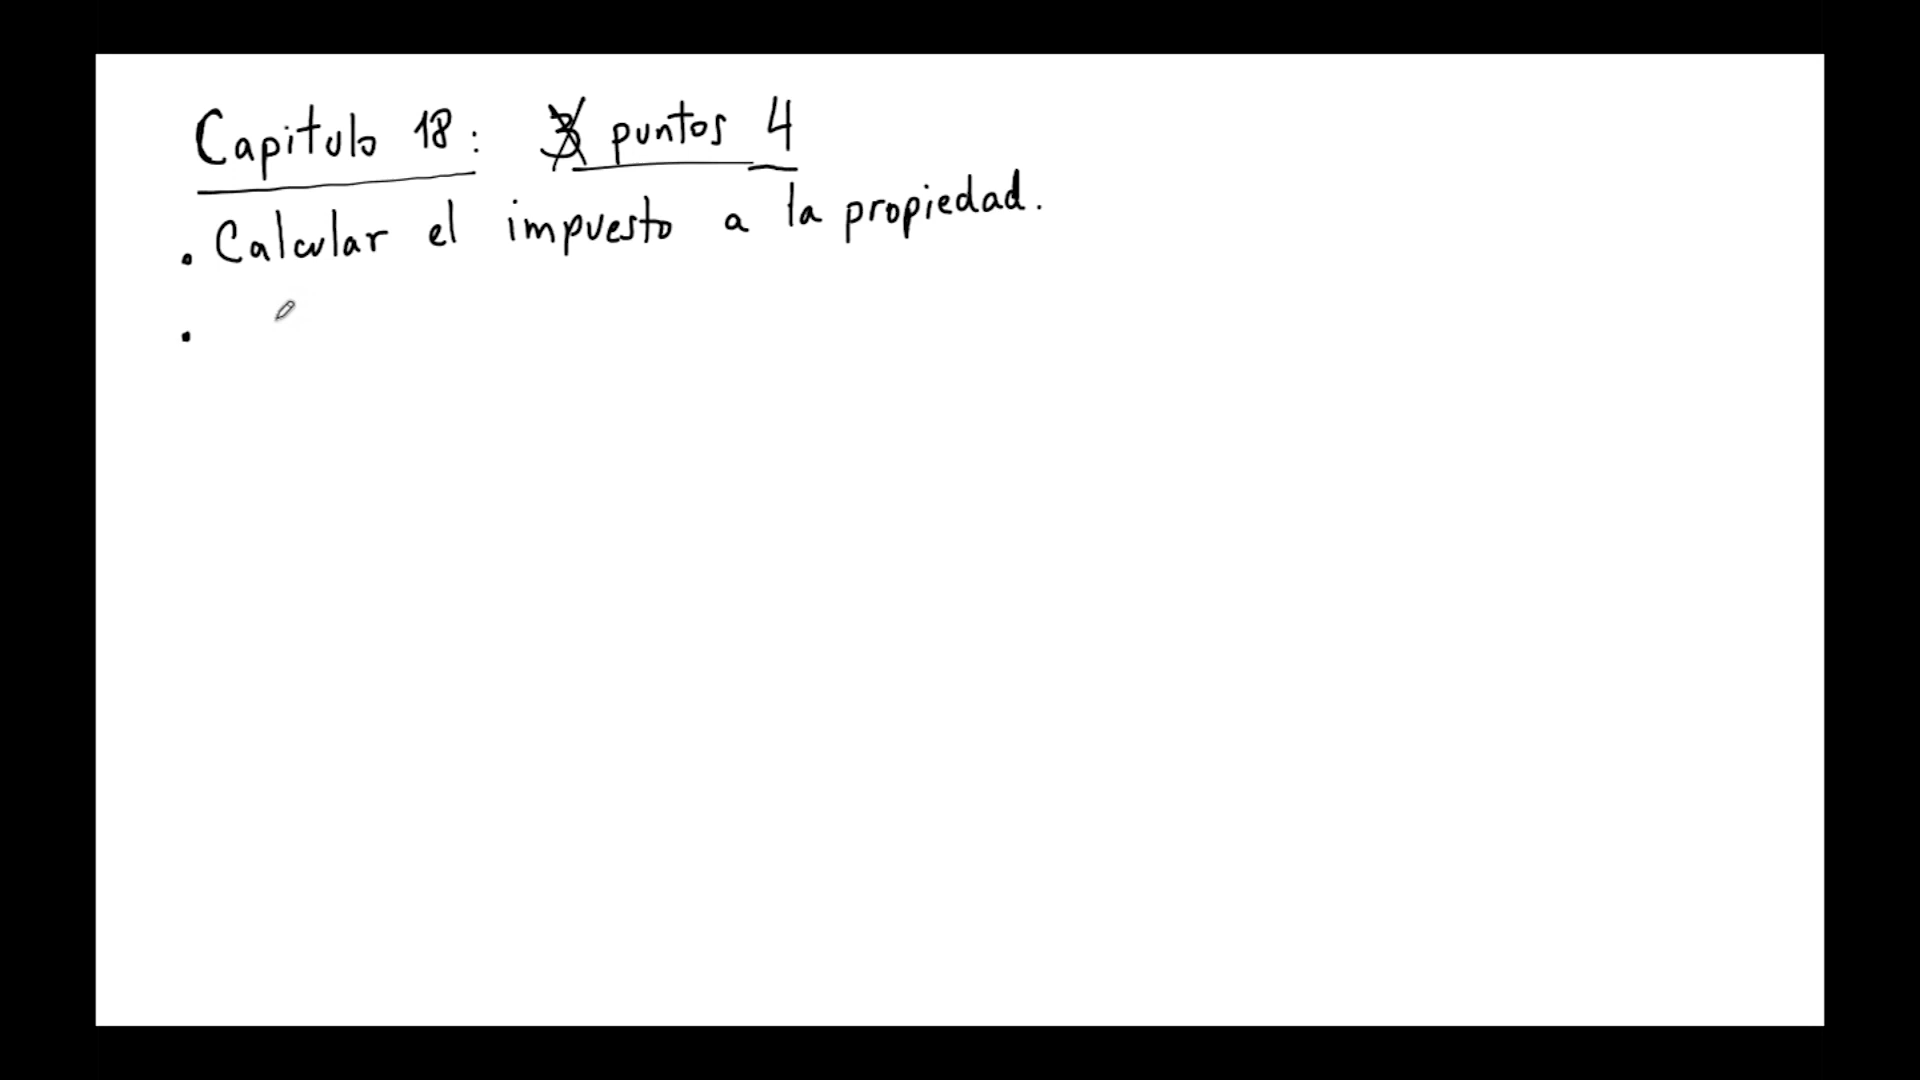 Capitulo 18: 3 puntos 4
. Calcular el impuesto a la propiedad.
.